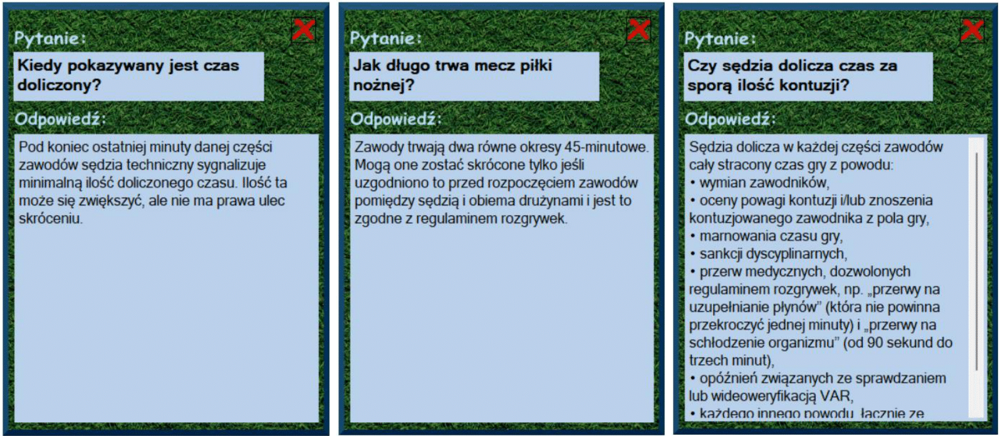 Pytanie:
Kiedy pokazywany jest czas
doliczony?
Odpowiedź:
Pod koniec ostatniej minuty danej części
zawodów sędzia techniczny sygnalizuje
minimalną ilość doliczonego czasu. Ilość ta
może się zwiększyć, ale nie ma prawa ulec
skróceniu.
Pytanie:
Jak długo trwa mecz piłki
nożnej?
Odpowiedź:
Zawody trwają dwa równe okresy 45-minutowe.
Mogą one zostać skrócone tylko jeśli
uzgodniono to przed rozpoczęciem zawodów
pomiędzy sędzią i obiema drużynami i jest to
zgodne z regulaminem rozgrywek.
Pytanie:
Czy sędzia dolicza czas za
sporą ilość kontuzji?
Odpowiedź:
Sędzia dolicza w każdej części zawodów
cały stracony czas gry z powodu:
• wymian zawodników,
• oceny powagi kontuzji i/lub znoszenia
kontuzjowanego zawodnika z pola gry,
• marnowania czasu gry,
• sankcji dyscyplinarnych,
• przerw medycznych, dozwolonych
regulaminem rozgrywek, np. „przerwy na
uzupełnianie płynów” (która nie powinna
przekroczyć jednej minuty) i „przerwy na
schłodzenie organizmu” (od 90 sekund do
trzech minut),
• opóźnień związanych ze sprawdzaniem
lub wideoweryfikacją VAR,
• każdego innego powodu, łącznie ze